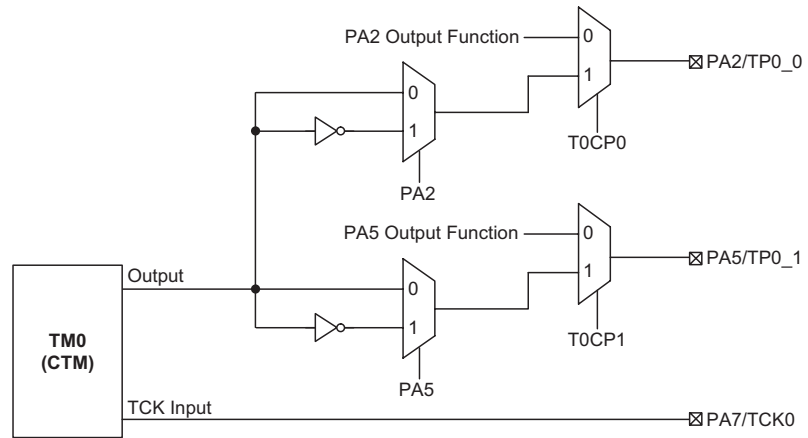 PA2 Output Function
0
1
PA2/TP0_0
T0CP0
0
1
PA2
PA5 Output Function
0
1
PA5/TP0_1
T0CP1
Output
0
1
PA5
TM0
(CTM)
TCK Input
PA7/TCK0